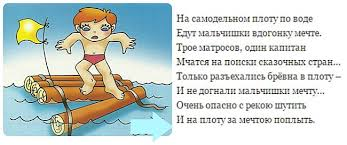 На самодельном плоту по воде
Едут мальчишки вдогонку мечте.
Трое матросов, один капитан
Мчатся на поиски сказочных стран...
Только разъехались брёвна в плоту –
И не догнали мальчишки мечту...
Очень опасно с рекою шутить
И на плоту за мечтою поплыть.